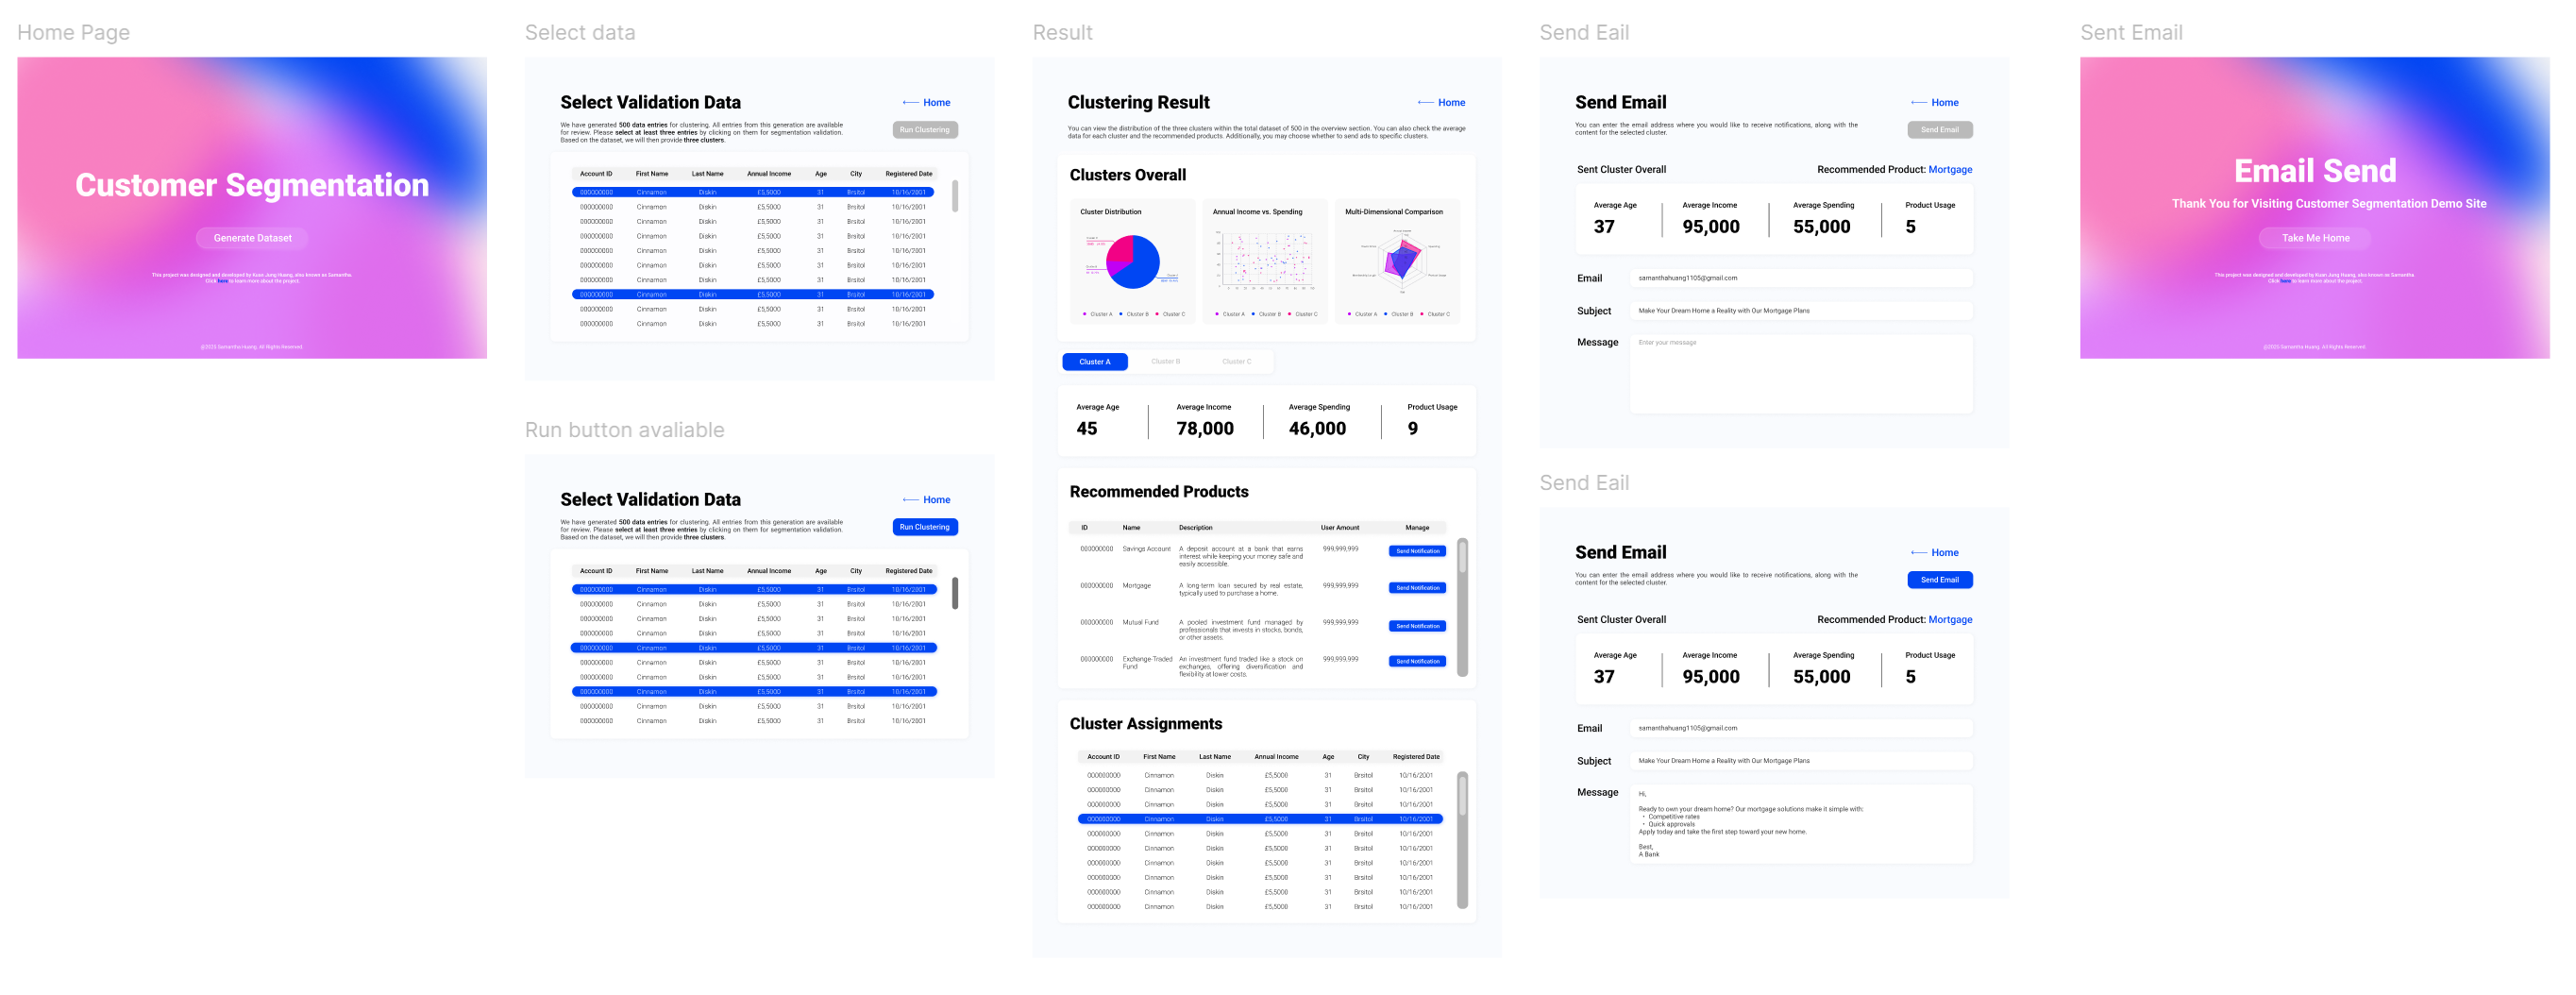 Home Page
Customer Segmentation
Generate Dataset
This project was designed and developed by Kuan Jung Huang, also known as Samantha.
Click here to learn more about the project.
@2025 Samantha Huang. All Rights Reserved.
Select data
Select Validation Data
⟵ Home
We have generated 500 data entries for clustering. All entries from this generation are available
for review. Please select at least three entries by clicking on them for segmentation validation.
Based on the dataset, we will then provide three clusters.
Run Clustering
Account ID First Name Last Name Annual Income Age City Registered Date
000000000 Cinnamon Diskin £5,5000 31 Brsitol 10/16/2001
000000000 Cinnamon Diskin £5,5000 31 Brsitol 10/16/2001
000000000 Cinnamon Diskin £5,5000 31 Brsitol 10/16/2001
000000000 Cinnamon Diskin £5,5000 31 Brsitol 10/16/2001
000000000 Cinnamon Diskin £5,5000 31 Brsitol 10/16/2001
000000000 Cinnamon Diskin £5,5000 31 Brsitol 10/16/2001
000000000 Cinnamon Diskin £5,5000 31 Brsitol 10/16/2001
000000000 Cinnamon Diskin £5,5000 31 Brsitol 10/16/2001
000000000 Cinnamon Diskin £5,5000 31 Brsitol 10/16/2001
000000000 Cinnamon Diskin £5,5000 31 Brsitol 10/16/2001
Run button avaliable
Select Validation Data
⟵ Home
We have generated 500 data entries for clustering. All entries from this generation are available
for review. Please select at least three entries by clicking on them for segmentation validation.
Based on the dataset, we will then provide three clusters.
Run Clustering
Account ID First Name Last Name Annual Income Age City Registered Date
000000000 Cinnamon Diskin £5,5000 31 Brsitol 10/16/2001
000000000 Cinnamon Diskin £5,5000 31 Brsitol 10/16/2001
000000000 Cinnamon Diskin £5,5000 31 Brsitol 10/16/2001
000000000 Cinnamon Diskin £5,5000 31 Brsitol 10/16/2001
000000000 Cinnamon Diskin £5,5000 31 Brsitol 10/16/2001
000000000 Cinnamon Diskin £5,5000 31 Brsitol 10/16/2001
000000000 Cinnamon Diskin £5,5000 31 Brsitol 10/16/2001
000000000 Cinnamon Diskin £5,5000 31 Brsitol 10/16/2001
000000000 Cinnamon Diskin £5,5000 31 Brsitol 10/16/2001
000000000 Cinnamon Diskin £5,5000 31 Brsitol 10/16/2001
Result
Clustering Result
⟵ Home
You can view the distribution of the three clusters within the total dataset of 500 in the overview section. You can also check the average
data for each cluster and the recommended products. Additionally, you may choose whether to send ads to specific clusters.
Clusters Overall
Cluster Distribution
Cluster A Cluster B Cluster C
Annual Income vs. Spending
Cluster A Cluster B Cluster C
Multi-Dimensional Comparison
Cluster A Cluster B Cluster C
Cluster A Cluster B Cluster C
Average Age Average Income Average Spending Product Usage
45 78,000 46,000 9
Recommended Products
ID Name Description User Amount Manage
000000000 Savings Account A deposit account at a bank that earns 999,999,999 Send Notification
interest while keeping your money safe and
easily accessible.
000000000 Mortgage A long-term loan secured by real estate, 999,999,999 Send Notification
typically used to purchase a home.
000000000 Mutual Fund A pooled investment fund managed by 999,999,999 Send Notification
professionals that invests in stocks, bonds,
or other assets.
000000000 Exchange-Traded An investment fund traded like a stock on 999,999,999 Send Notification
Fund exchanges, offering diversification and
flexibility at lower costs.
Cluster Assignments
Account ID First Name Last Name Annual Income Age City Registered Date
000000000 Cinnamon Diskin £5,5000 31 Brsitol 10/16/2001
000000000 Cinnamon Diskin £5,5000 31 Brsitol 10/16/2001
000000000 Cinnamon Diskin £5,5000 31 Brsitol 10/16/2001
000000000 Cinnamon Diskin £5,5000 31 Brsitol 10/16/2001
000000000 Cinnamon Diskin £5,5000 31 Brsitol 10/16/2001
000000000 Cinnamon Diskin £5,5000 31 Brsitol 10/16/2001
000000000 Cinnamon Diskin £5,5000 31 Brsitol 10/16/2001
000000000 Cinnamon Diskin £5,5000 31 Brsitol 10/16/2001
000000000 Cinnamon Diskin £5,5000 31 Brsitol 10/16/2001
000000000 Cinnamon Diskin £5,5000 31 Brsitol 10/16/2001
Send Eail
Send Email
⟵ Home
You can enter the email address where you would like to receive notifications, along with the
content for the selected cluster.
Send Email
Sent Cluster Overall
Recommended Product: Mortgage
Average Age Average Income Average Spending Product Usage
37 95,000 55,000 5
Email samanthahuang1105@gmail.com
Subject Make Your Dream Home a Reality with Our Mortgage Plans
Message Enter your message
Send Eail
Send Email
⟵ Home
You can enter the email address where you would like to receive notifications, along with the
content for the selected cluster.
Send Email
Sent Cluster Overall
Recommended Product: Mortgage
Average Age Average Income Average Spending Product Usage
37 95,000 55,000 5
Email samanthahuang1105@gmail.com
Subject Make Your Dream Home a Reality with Our Mortgage Plans
Message Hi,
Ready to own your dream home? Our mortgage solutions make it simple with:
• Competitive rates
• Quick approvals
Apply today and take the first step toward your new home.
Best,
A Bank
Sent Email
Email Send
Thank You for Visiting Customer Segmentation Demo Site
Take Me Home
This project was designed and developed by Kuan Jung Huang, also known as Samantha.
Click here to learn more about the project.
@2025 Samantha Huang. All Rights Reserved.